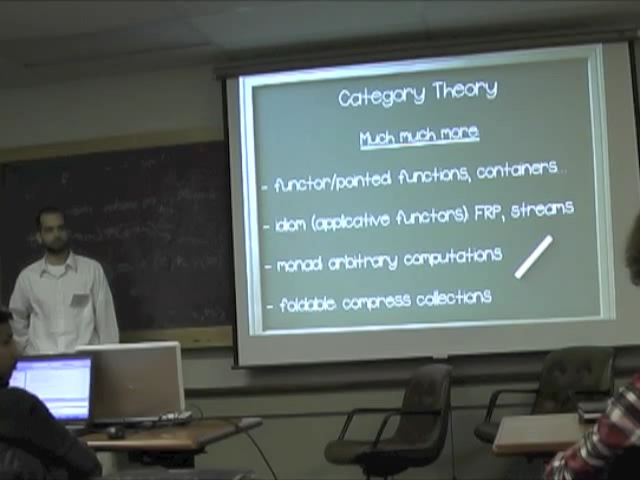 Category Theory
Much much more
- functor/pointed functions, containers...
- idiom (applicative functors) FRP, streams
- monad arbitrary computations
- foldable compress collections